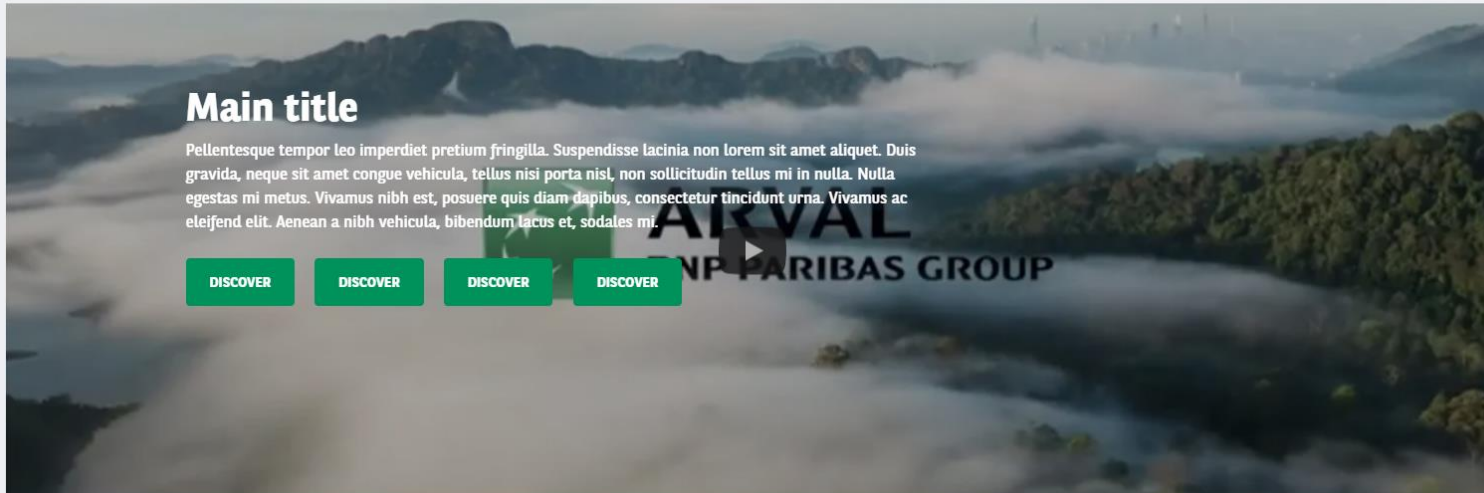 Main title
Pellentesque tempor leo imperdiet pretium fringilla. Suspendisse lacinia non lorem sit amet aliquet. Duis
gravida, neque sit amet congue vehicula, tellus nisi porta nisl, non sollicitudin tellus mi in nulla. Nulla
egestas mi metus. Vivamus nibh est, posuere quis diam dapibus, consectetur tincidunt urna. Vivamus ac
eleifend elit. Aenean a nibh vehicula, bibendum lacus et, sodales mi.
ARVAL
BNP PARIBAS GROUP
DISCOVER DISCOVER DISCOVER DISCOVER